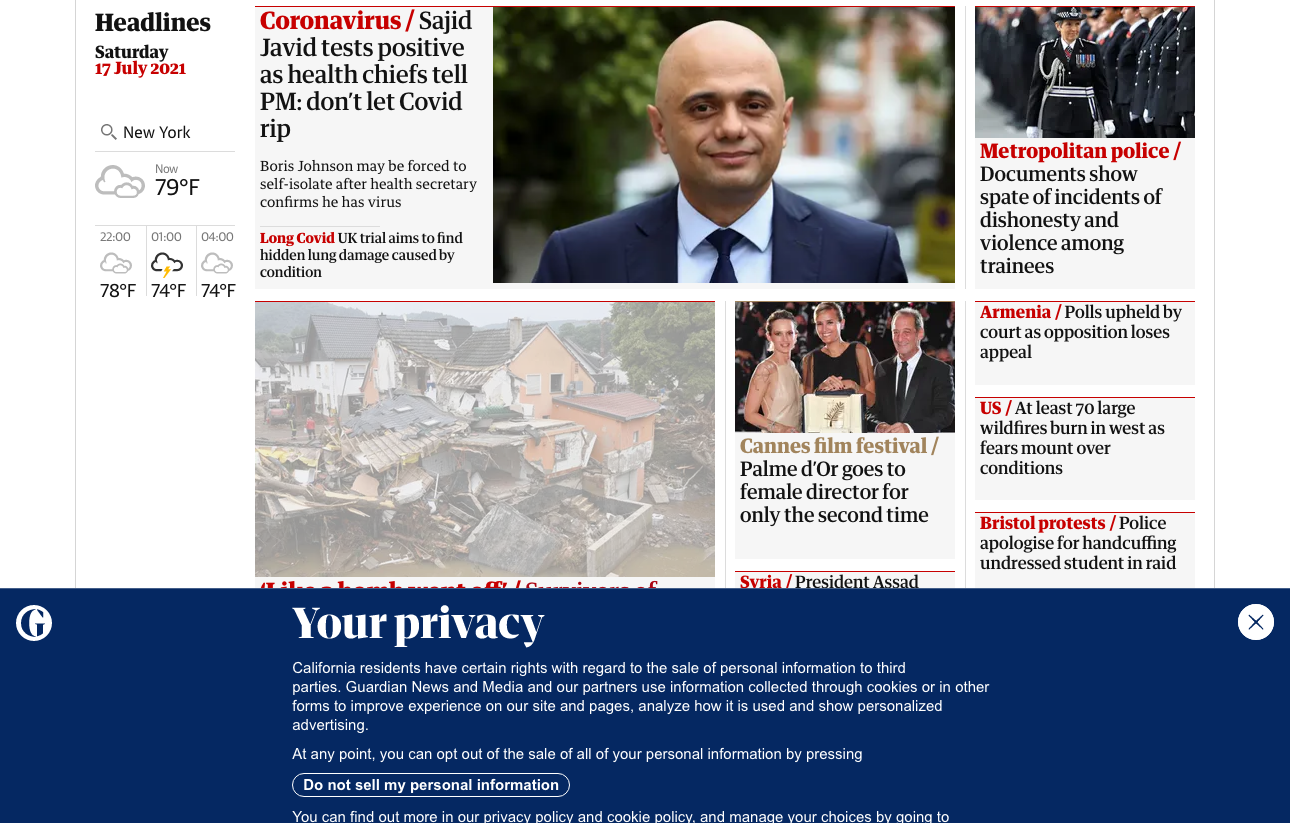 Headlines
Saturday
17 July 2021
New York
Now
79°F
22:00
78°F
01:00
74°F
04:00
74°F
Coronavirus / Sajid
Javid tests positive
as health chiefs tell
PM: don’t let Covid
rip
Boris Johnson may be forced to
self-isolate after health secretary
confirms he has virus
Long Covid UK trial aims to find
hidden lung damage caused by
condition
Metropolitan police /
Documents show
spate of incidents of
dishonesty and
violence among
trainees
‘Like a bomb went off’ / Survivors of
Cannes film festival /
Palme d’Or goes to
female director for
only the second time
Syria / President Assad
Armenia / Polls upheld by
court as opposition loses
appeal
US / At least 70 large
wildfires burn in west as
fears mount over
conditions
Bristol protests / Police
apologise for handcuffing
undressed student in raid
Your privacy
California residents have certain rights with regard to the sale of personal information to third
parties. Guardian News and Media and our partners use information collected through cookies or in other
forms to improve experience on our site and pages, analyze how it is used and show personalized
advertising.
At any point, you can opt out of the sale of all of your personal information by pressing
Do not sell my personal information
You can find out more in our privacy policy and cookie policy, and manage your choices by going to